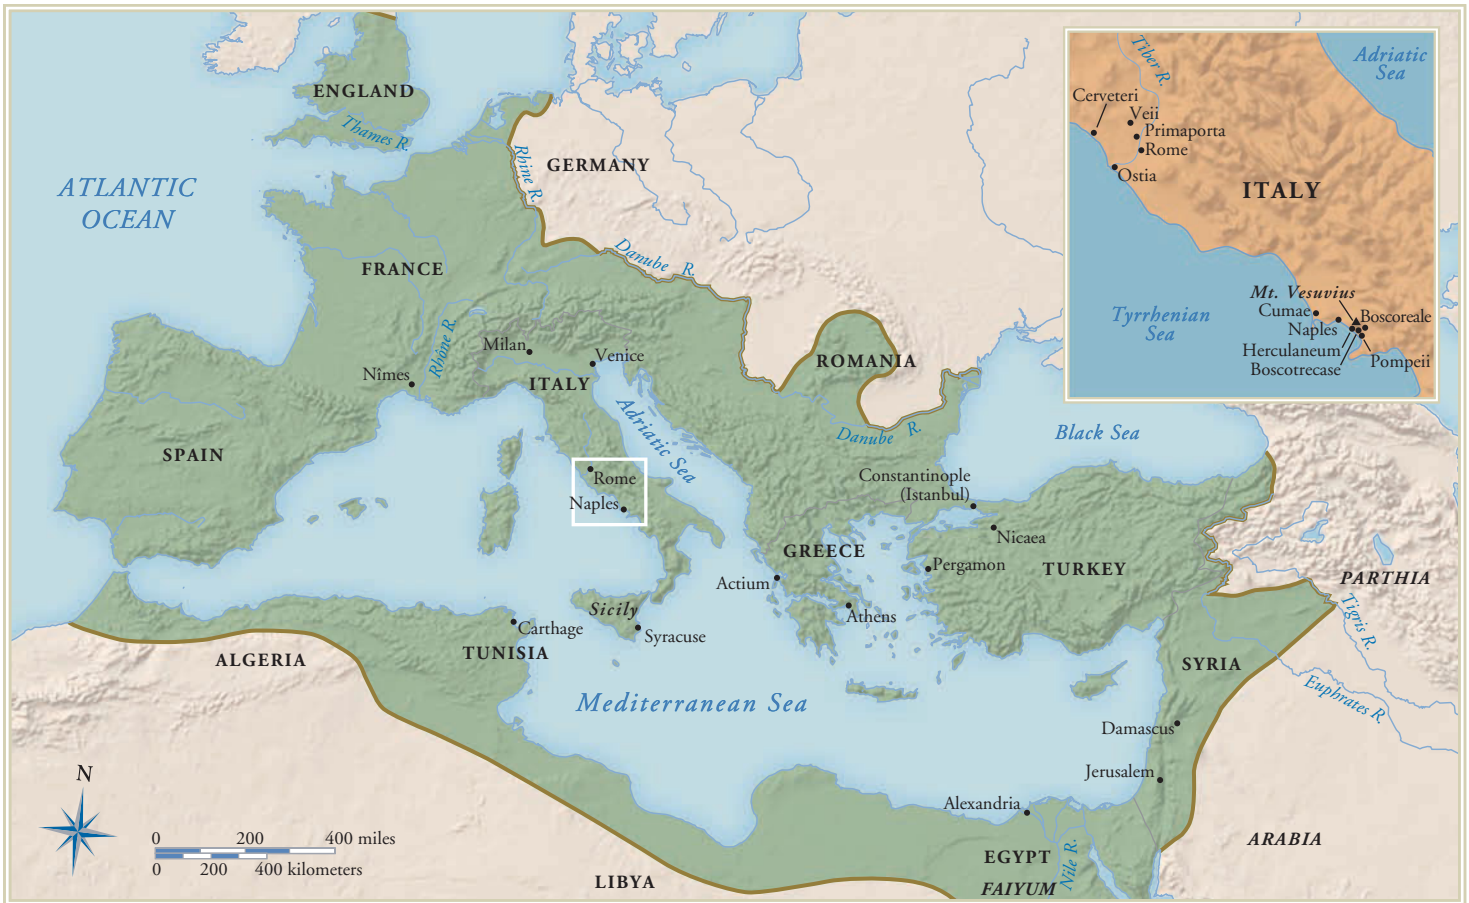 ENGLAND
Thames R.
ATLANTIC
OCEAN
Rhine R.
GERMANY
Danube R.
FRANCE
Rhône R.
Milan
Venice
Nîmes
ITALY
ROMANIA
Adriatic Sea
Danube R.
Black Sea
SPAIN
Rome
Naples
Constantinople
(Istanbul)
Nicaea
GREECE
Pergamon
TURKEY
Actium
Athens
PARTHIA
Tigris R.
Sicily
Syracuse
Carthage
TUNISIA
ALGERIA
SYRIA
Euphrates R.
Mediterranean Sea
Damascus
Jerusalem
Alexandria
EGYPT
FAIYUM
Nile R.
ARABIA
LIBYA
N
0 200 400 miles
0 200 400 kilometers
Tiber R.
Adriatic
Sea
Cerveteri
Veii
Primaporta
Rome
Ostia
ITALY
Tyrrhenian
Sea
Mt. Vesuvius
Cumae
Boscoreale
Naples
Herculaneum
Pompeii
Boscotrecase